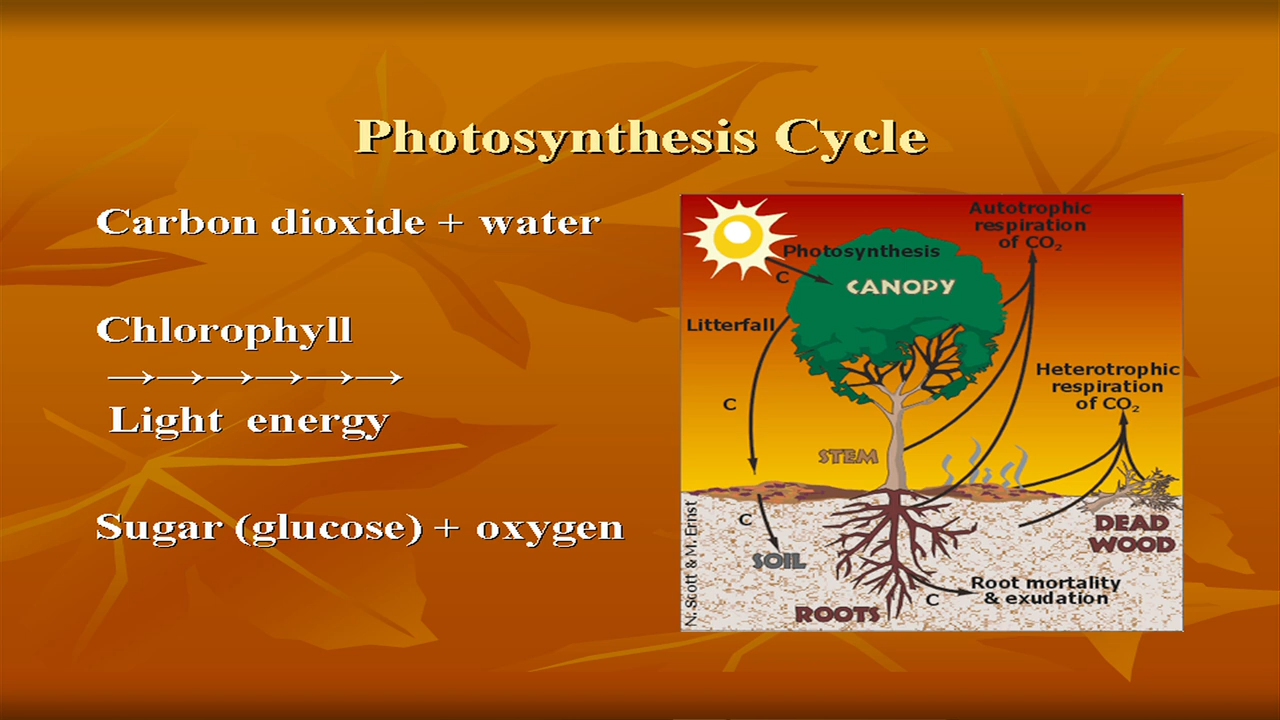 Photosynthesis Cycle
Carbon dioxide + water
Chlorophyll
→→→→→→
Light energy
Sugar (glucose) + oxygen
Autotrophic
respiration
of CO₂
Photosynthesis
C
CANOPY
Litterfall
Heterotrophic
respiration
of CO₂
C
STEM
C
SOIL
DEAD
WOOD
Root mortality
& exudation
C
ROOTS
N. Scott & M. Ernst